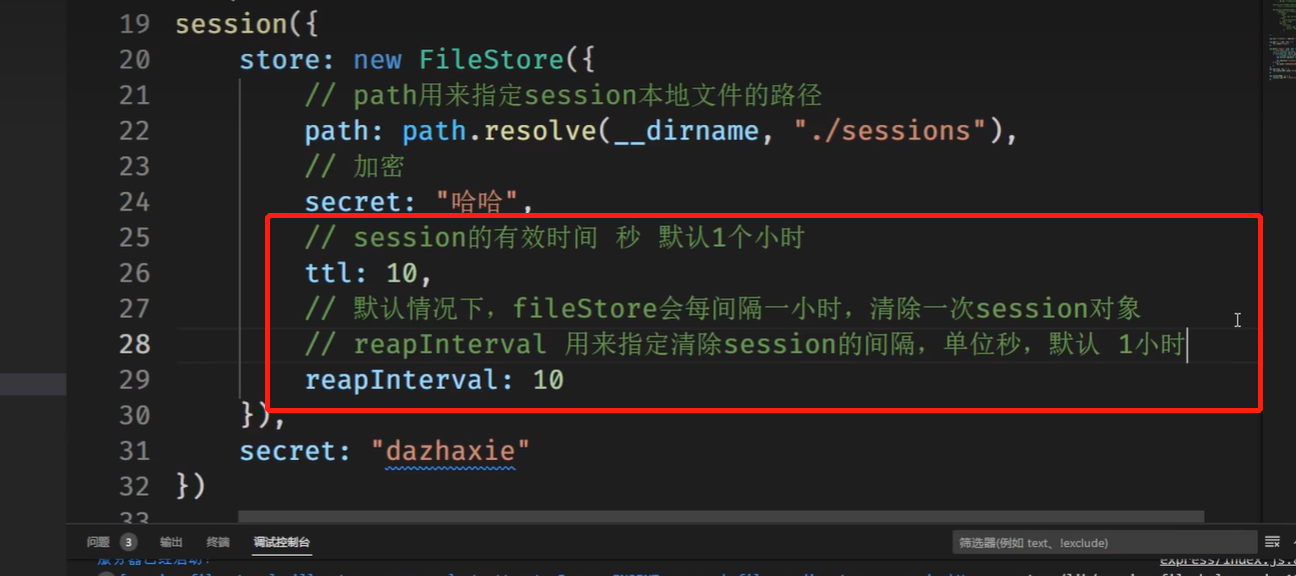 19 session({
20 store: new FileStore({
21 // path用来指定session本地文件的路径
22 path: path.resolve(__dirname, "./sessions"),
23 // 加密
24 secret: "哈哈",
25 // session的有效时间 秒 默认1个小时
26 ttl: 10,
27 // 默认情况下，fileStore会每间隔一小时，清除一次session对象
28 // reapInterval 用来指定清除session的间隔，单位秒，默认 1小时
29 reapInterval: 10
30 }),
31 secret: "dazhaxie"
32 })
33
问题 3 输出 终端 调试控制台 筛选器(例如 text、!exclude)
服务器已经启动!